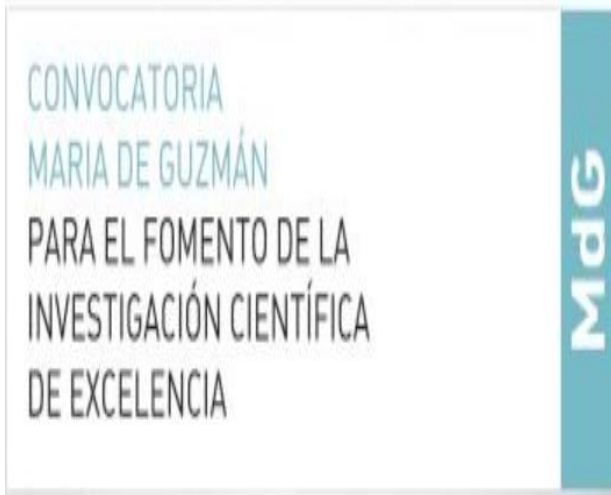 CONVOCATORIA
MARIA DE GUZMÁN
PARA EL FOMENTO DE LA
INVESTIGACIÓN CIENTÍFICA
DE EXCELENCIA
MdG